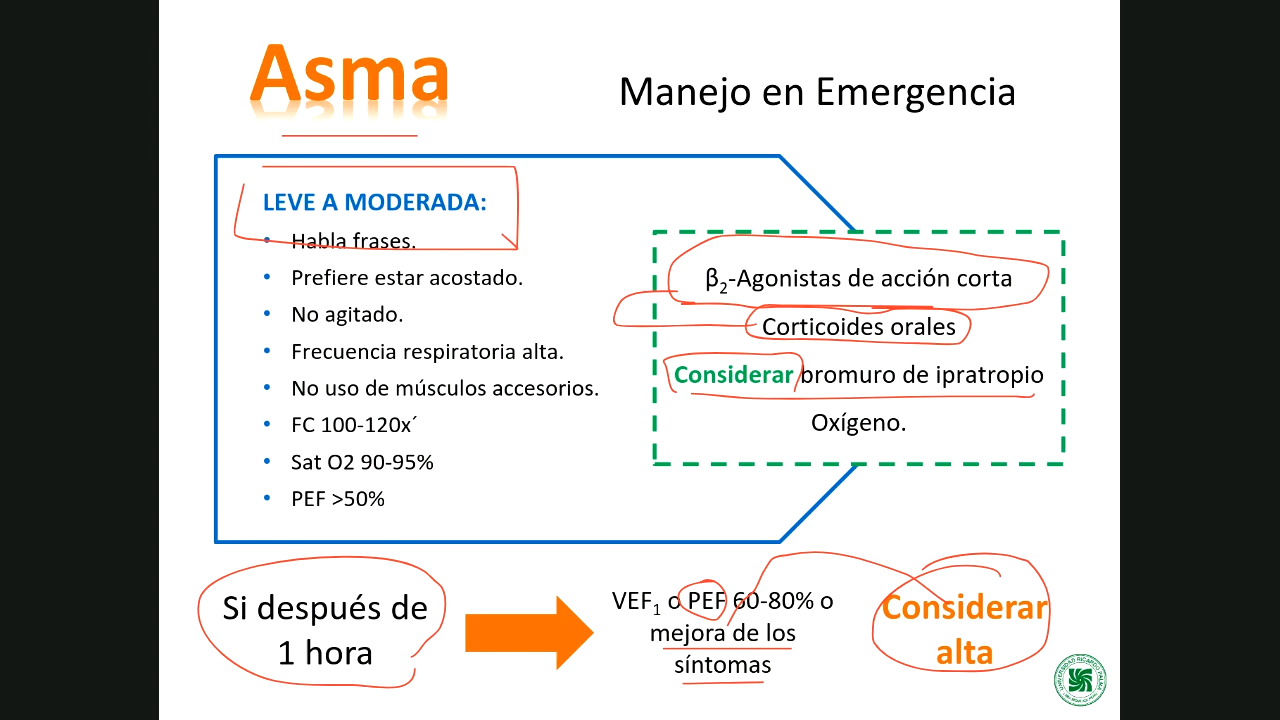 Asma
Manejo en Emergencia
LEVE A MODERADA:
• Habla frases.
• Prefiere estar acostado.
• No agitado.
• Frecuencia respiratoria alta.
• No uso de músculos accesorios.
• FC 100-120x´
• Sat O2 90-95%
• PEF >50%
β2-Agonistas de acción corta
Corticoides orales
Considerar bromuro de ipratropio
Oxígeno.
Si después de
1 hora
VEF1 o PEF 60-80% o
mejora de los
síntomas
Considerar
alta
UNIVERSIDAD RICARDO PALMA